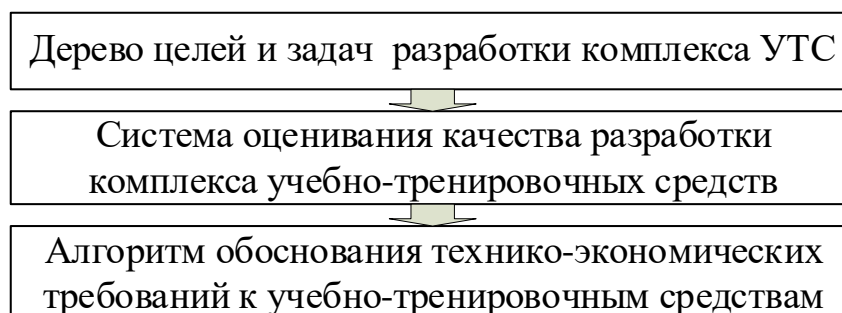 Дерево целей и задач разработки комплекса УТС
Система оценивания качества разработки
комплекса учебно-тренировочных средств
Алгоритм обоснования технико-экономических
требований к учебно-тренировочным средствам